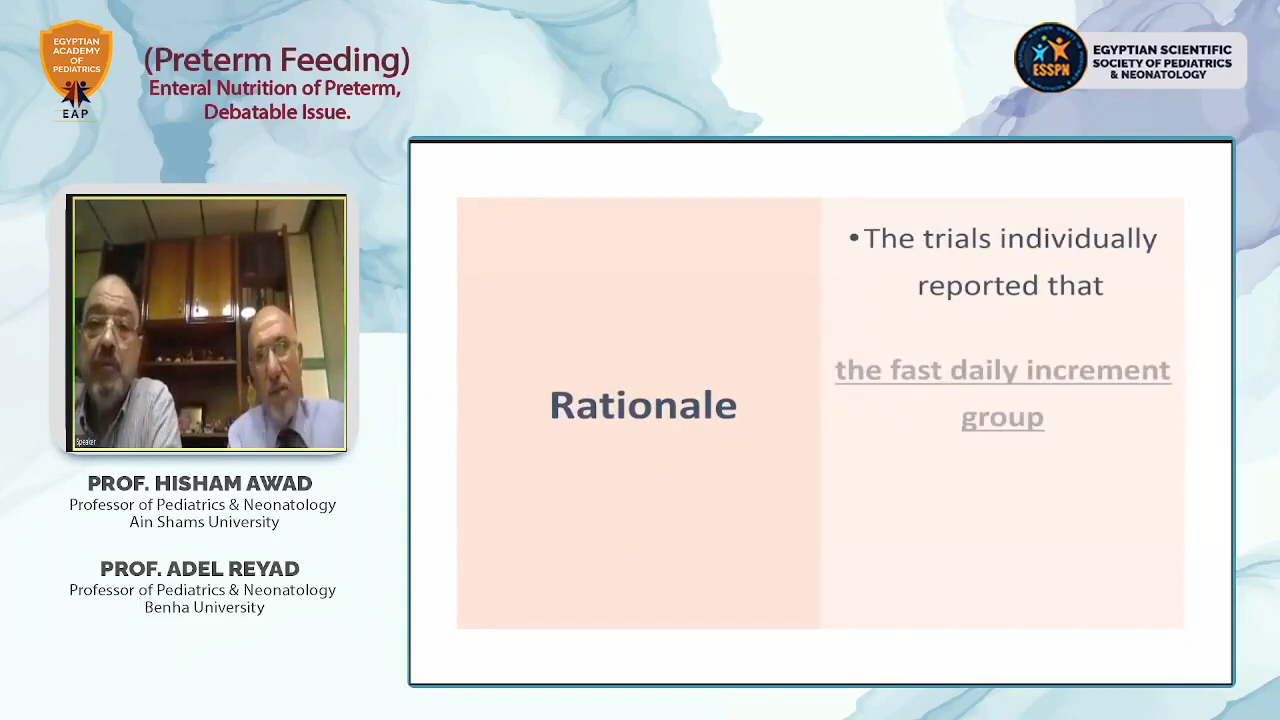 EGYPTIAN
ACADEMY
OF
PEDIATRICS
EAP
(Preterm Feeding)
Enteral Nutrition of Preterm,
Debatable Issue.
ESSPN
EGYPTIAN SCIENTIFIC
SOCIETY OF PEDIATRICS
& NEONATOLOGY
Speaker
PROF. HISHAM AWAD
Professor of Pediatrics & Neonatology
Ain Shams University
PROF. ADEL REYAD
Professor of Pediatrics & Neonatology
Benha University
Rationale
•The trials individually
reported that
the fast daily increment
group